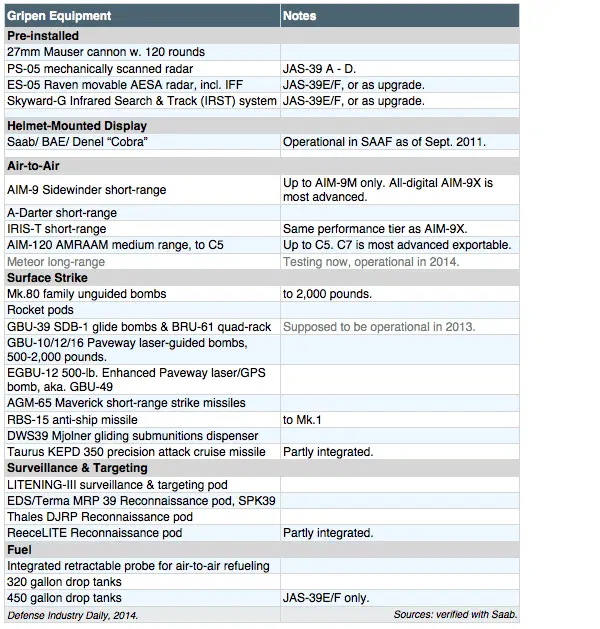 Gripen Equipment Notes
Pre-installed
27mm Mauser cannon w. 120 rounds
PS-05 mechanically scanned radar JAS-39 A - D.
ES-05 Raven movable AESA radar, incl. IFF JAS-39E/F, or as upgrade.
Skyward-G Infrared Search & Track (IRST) system JAS-39E/F, or as upgrade.
Helmet-Mounted Display
Saab/ BAE/ Denel “Cobra” Operational in SAAF as of Sept. 2011.
Air-to-Air
AIM-9 Sidewinder short-range Up to AIM-9M only. All-digital AIM-9X is
most advanced.
A-Darter short-range
IRIS-T short-range Same performance tier as AIM-9X.
AIM-120 AMRAAM medium range, to C5 Up to C5. C7 is most advanced exportable.
Meteor long-range Testing now, operational in 2014.
Surface Strike
Mk.80 family unguided bombs to 2,000 pounds.
Rocket pods
GBU-39 SDB-1 glide bombs & BRU-61 quad-rack Supposed to be operational in 2013.
GBU-10/12/16 Paveway laser-guided bombs,
500-2,000 pounds.
EGBU-12 500-lb. Enhanced Paveway laser/GPS
bomb, aka. GBU-49
AGM-65 Maverick short-range strike missiles
RBS-15 anti-ship missile to Mk.1
DWS39 Mjolner gliding submunitions dispenser
Taurus KEPD 350 precision attack cruise missile Partly integrated.
Surveillance & Targeting
LITENING-III surveillance & targeting pod
EDS/Terma MRP 39 Reconnaissance pod, SPK39
Thales DJRP Reconnaissance pod
ReeceLITE Reconnaissance pod Partly integrated.
Fuel
Integrated retractable probe for air-to-air refueling
320 gallon drop tanks
450 gallon drop tanks JAS-39E/F only.
Defense Industry Daily, 2014. Sources: verified with Saab.